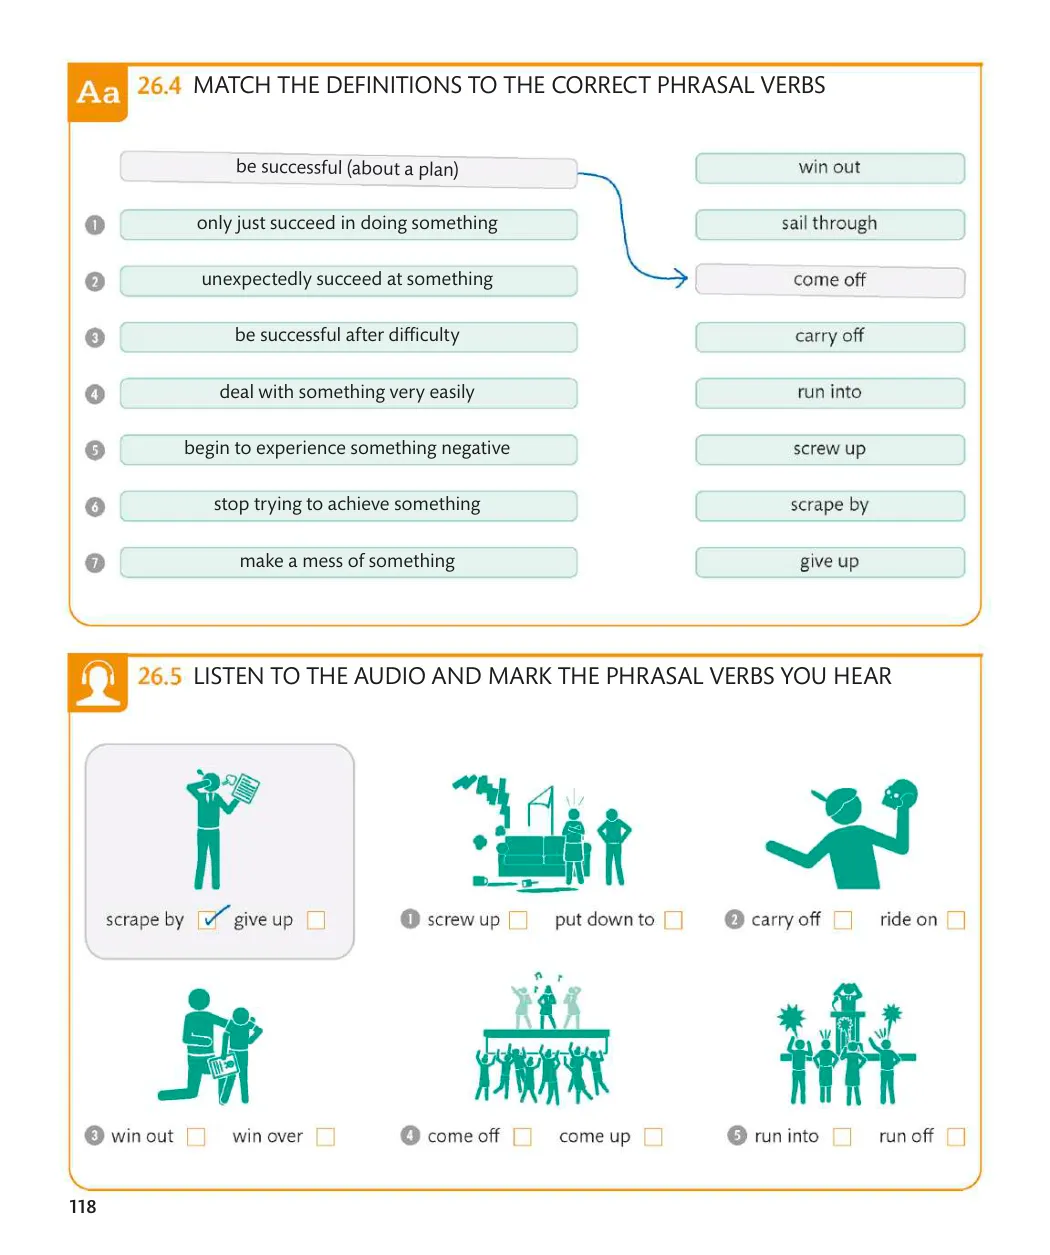 Aa 26.4 MATCH THE DEFINITIONS TO THE CORRECT PHRASAL VERBS
be successful (about a plan) win out
1 only just succeed in doing something sail through
2 unexpectedly succeed at something come off
3 be successful after difficulty carry off
4 deal with something very easily run into
5 begin to experience something negative screw up
6 stop trying to achieve something scrape by
7 make a mess of something give up
26.5 LISTEN TO THE AUDIO AND MARK THE PHRASAL VERBS YOU HEAR
scrape by give up 1 screw up put down to 2 carry off ride on
3 win out win over 4 come off come up 5 run into run off
118